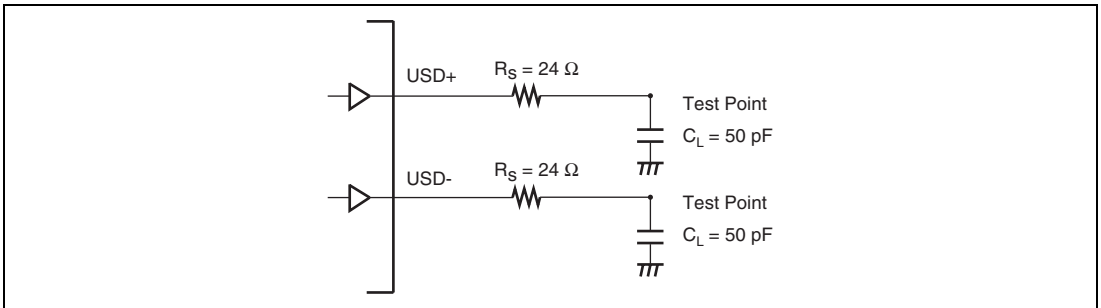 USD+
R_S = 24 Ω
Test Point
C_L = 50 pF
USD-
R_S = 24 Ω
Test Point
C_L = 50 pF